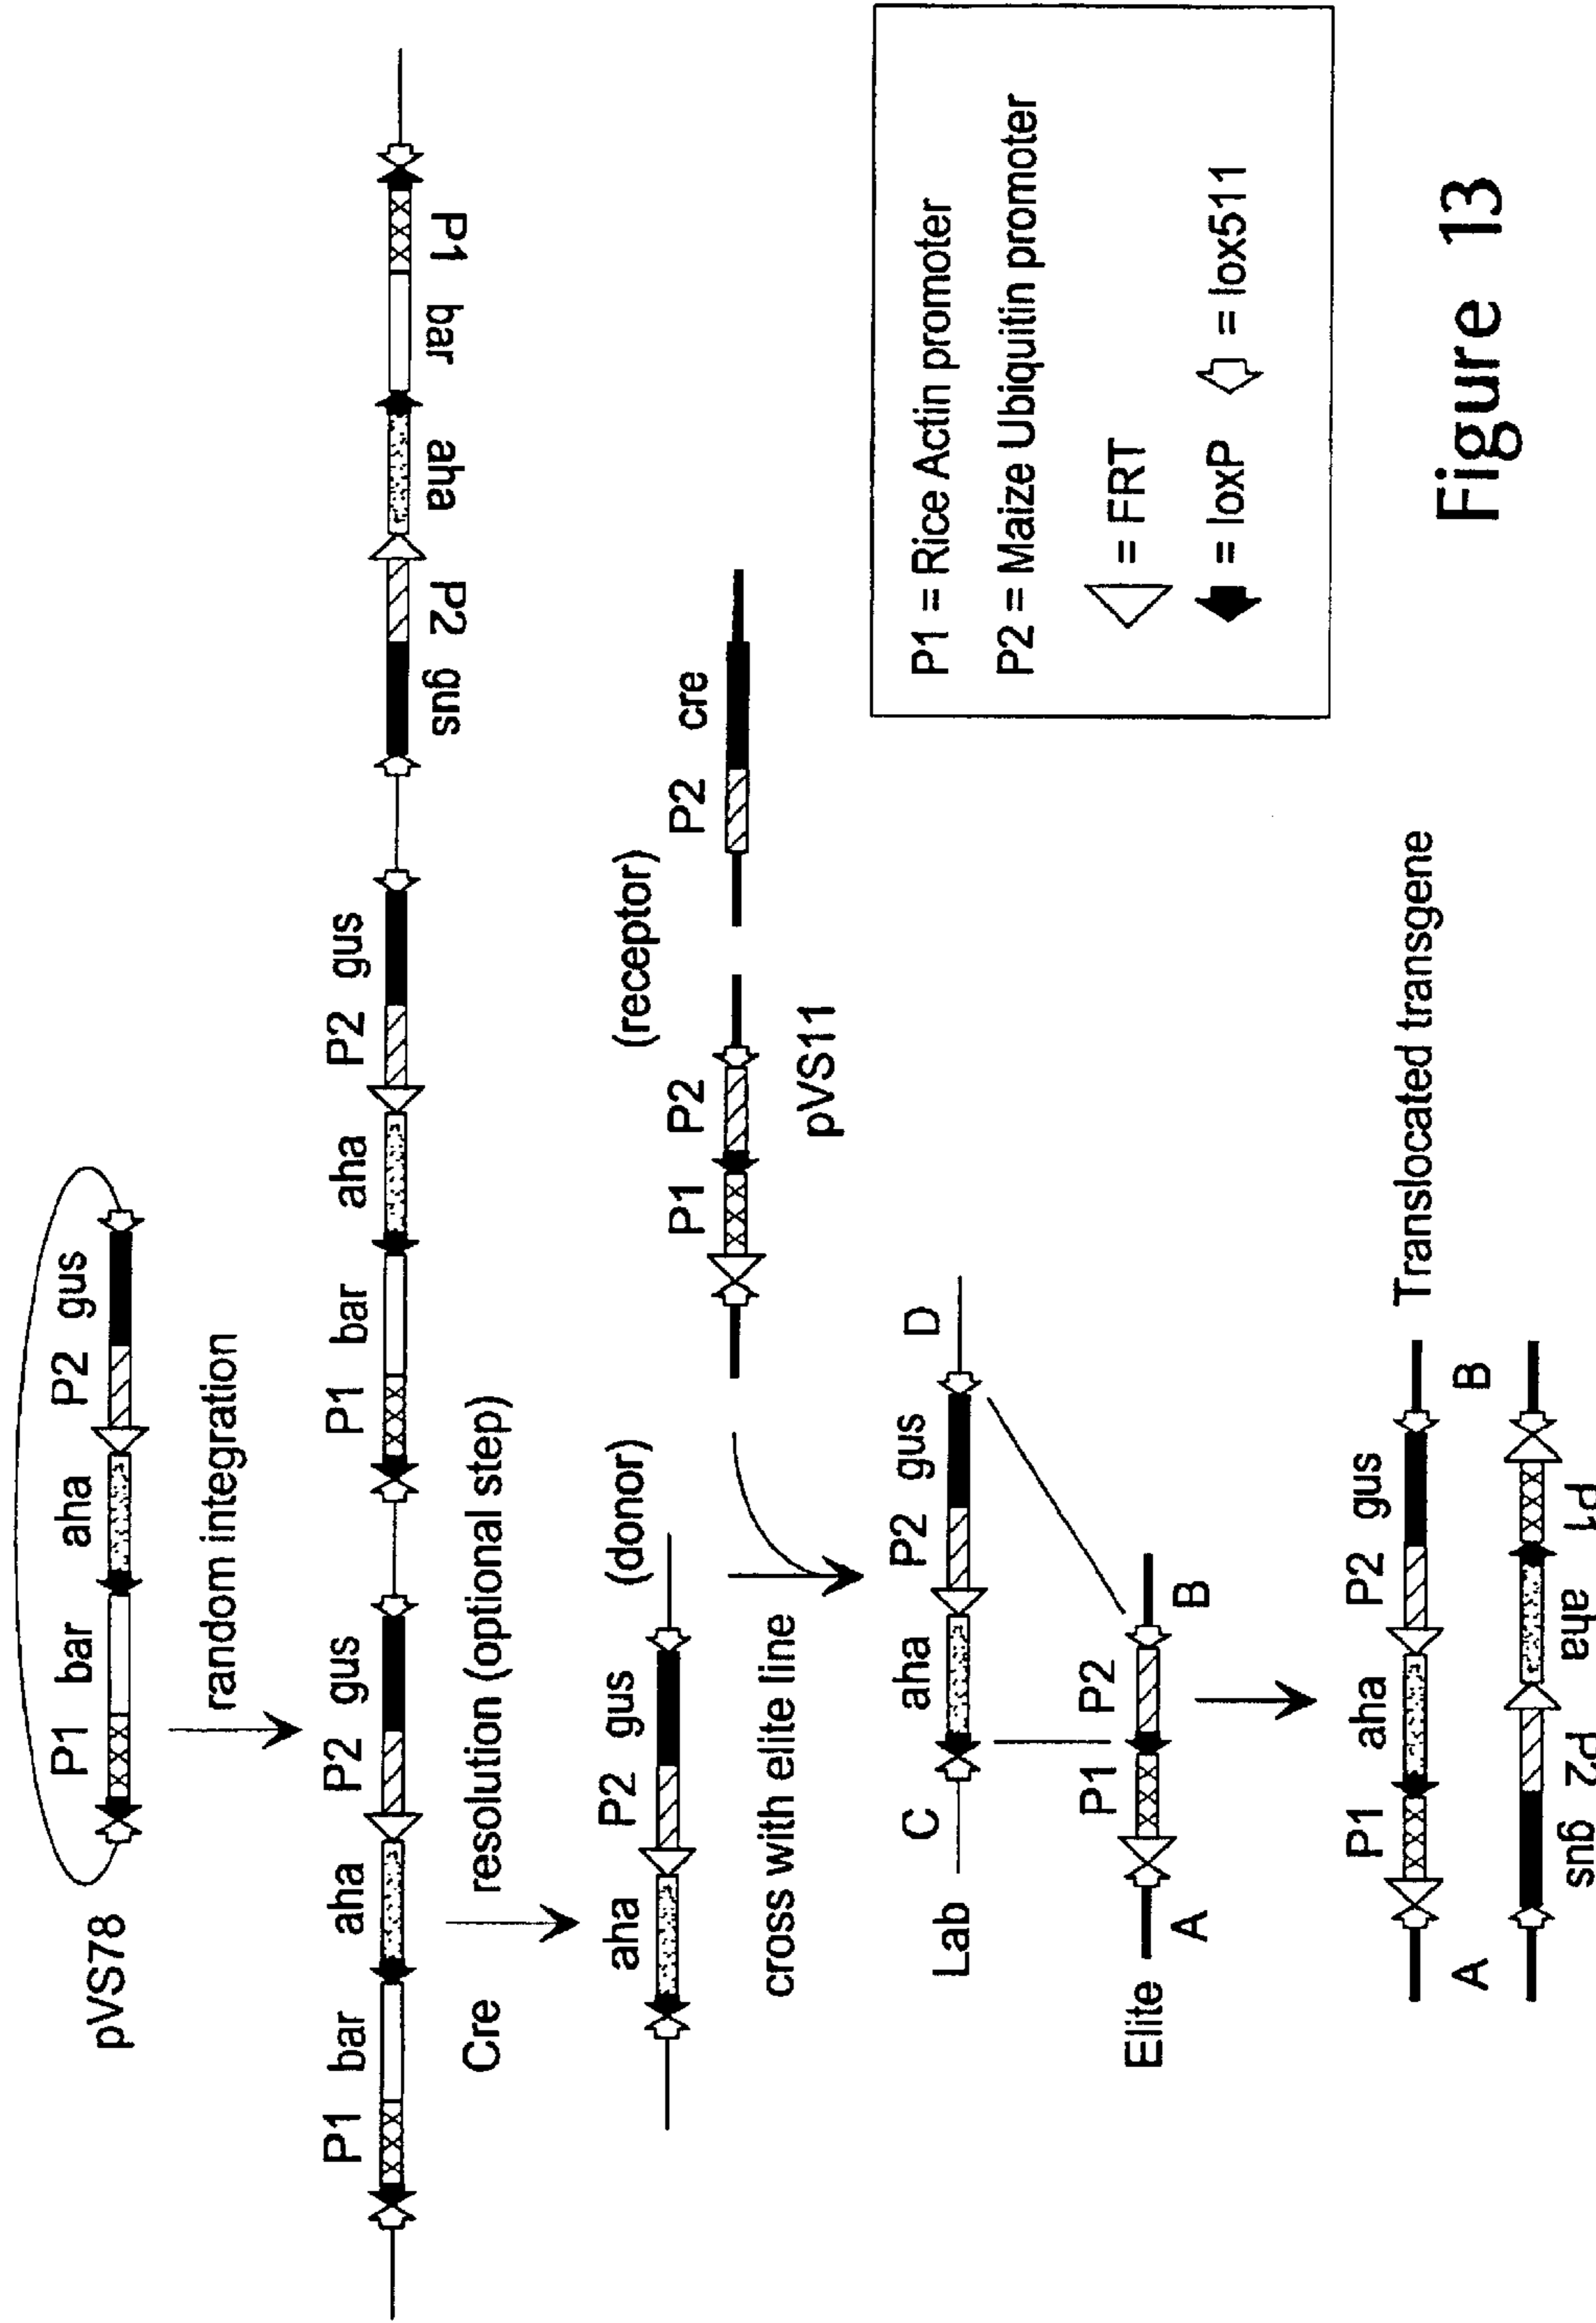 P1 bar aha P2 gus
pVS78
random integration
P1 bar aha P2 gus P1 bar aha P2 gus gus P2 aha bar P1
Cre resolution (optional step)
aha P2 gus (donor)
(receptor)
P1 P2 P2 cre
pVS11
cross with elite line
aha P2 gus
Lab C D
P1 P2
Elite
A B
Translocated transgene
P1 aha P2 gus
A B
gus P2 aha P1
P1 = Rice Actin promoter
P2 = Maize Ubiquitin promoter
= FRT
= loxP = lox511
Figure 13